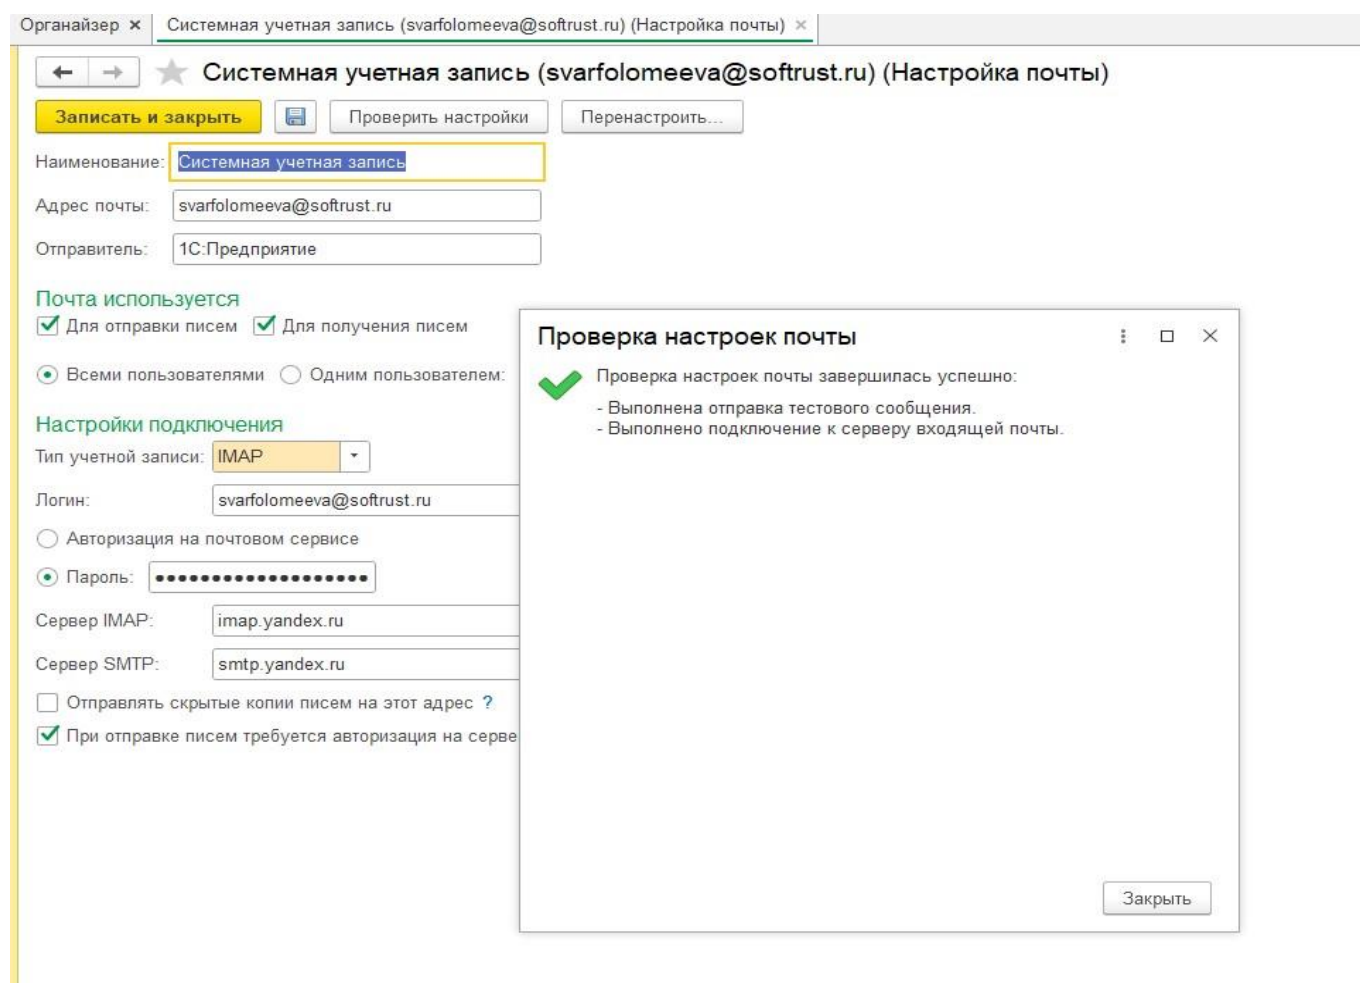 Органайзер × Системная учетная запись (svarfolomeeva@softrust.ru) (Настройка почты) ×
Системная учетная запись (svarfolomeeva@softrust.ru) (Настройка почты)
Записать и закрыть Проверить настройки Перенастроить...
Наименование: Системная учетная запись
Адрес почты: svarfolomeeva@softrust.ru
Отправитель: 1С:Предприятие
Почта используется
Для отправки писем Для получения писем
Всеми пользователями Одним пользователем:
Настройки подключения
Тип учетной записи: IMAP
Логин: svarfolomeeva@softrust.ru
Авторизация на почтовом сервисе
Пароль: •••••••••••••••••••
Сервер IMAP: imap.yandex.ru
Сервер SMTP: smtp.yandex.ru
Отправлять скрытые копии писем на этот адрес ?
При отправке писем требуется авторизация на серве
Проверка настроек почты
Проверка настроек почты завершилась успешно:
- Выполнена отправка тестового сообщения.
- Выполнено подключение к серверу входящей почты.
Закрыть